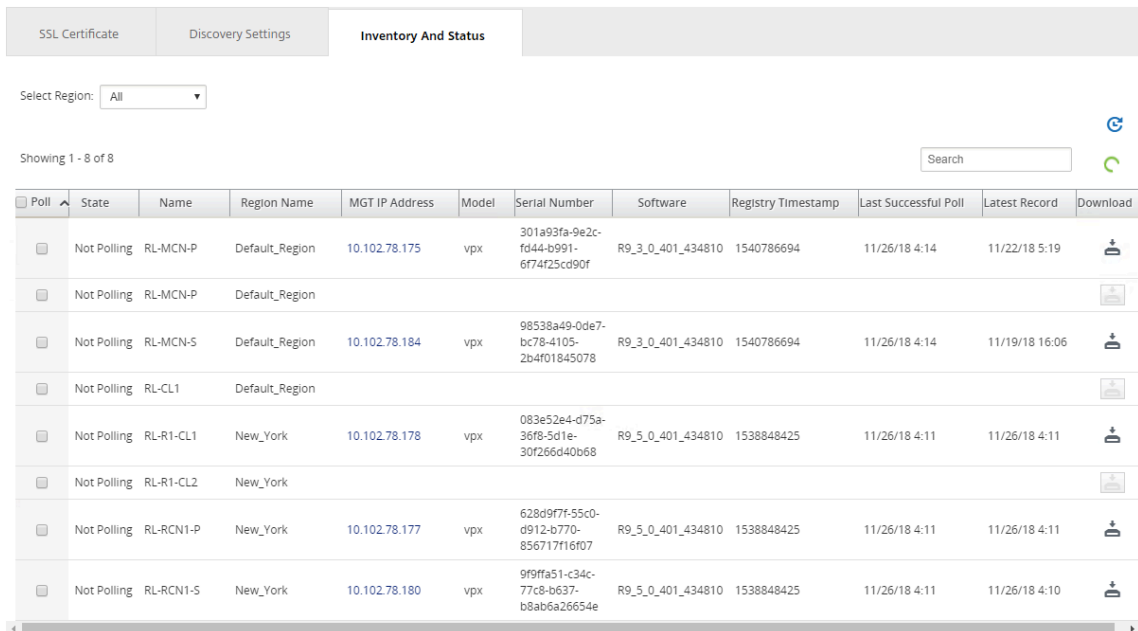 SSL Certificate Discovery Settings Inventory And Status
Select Region: All
Showing 1 - 8 of 8 Search
Poll State Name Region Name MGT IP Address Model Serial Number Software Registry Timestamp Last Successful Poll Latest Record Download
301a93fa-9e2c-
Not Polling RL-MCN-P Default_Region 10.102.78.175 vpx fd44-b991- R9_3_0_401_434810 1540786694 11/26/18 4:14 11/22/18 5:19
6f74f25cd90f
Not Polling RL-MCN-P Default_Region
98538a49-0de7-
Not Polling RL-MCN-S Default_Region 10.102.78.184 vpx bc78-4105- R9_3_0_401_434810 1540786694 11/26/18 4:14 11/19/18 16:06
2b4f01845078
Not Polling RL-CL1 Default_Region
083e52e4-d75a-
Not Polling RL-R1-CL1 New_York 10.102.78.178 vpx 36f8-5d1e- R9_5_0_401_434810 1538848425 11/26/18 4:11 11/26/18 4:11
30f266d40b68
Not Polling RL-R1-CL2 New_York
628d9f7f-55c0-
Not Polling RL-RCN1-P New_York 10.102.78.177 vpx d912-b770- R9_5_0_401_434810 1538848425 11/26/18 4:11 11/26/18 4:11
856717f16f07
9f9ffa51-c34c-
Not Polling RL-RCN1-S New_York 10.102.78.180 vpx 77c8-b637- R9_5_0_401_434810 1538848425 11/26/18 4:11 11/26/18 4:10
b8ab6a26654e